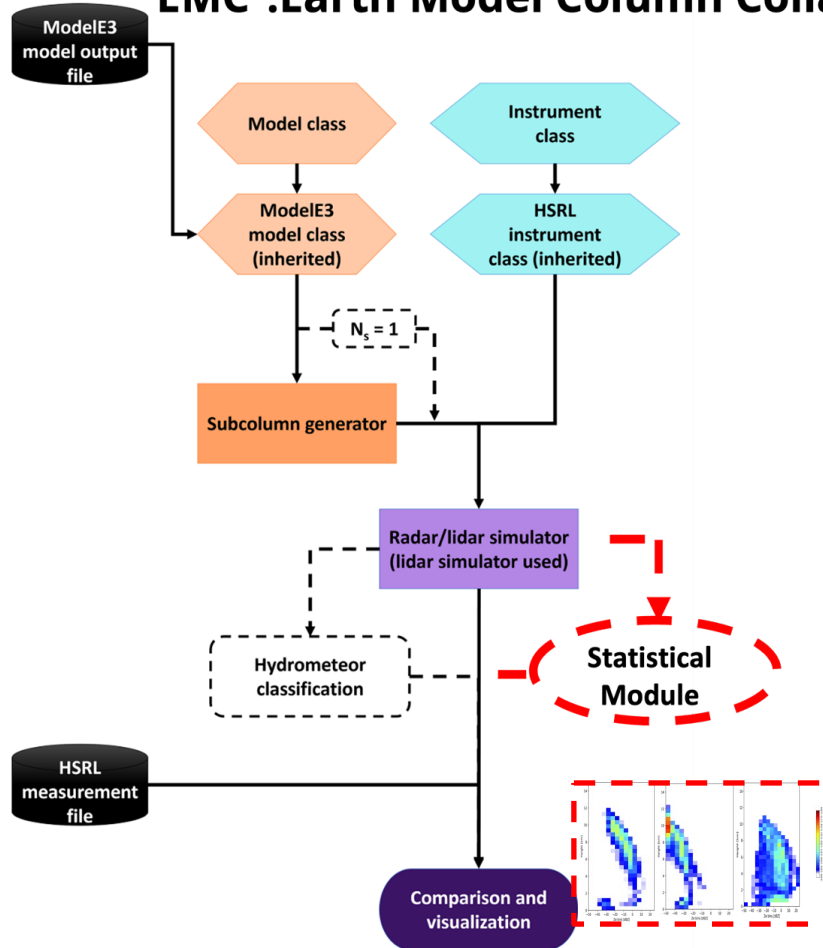 EMC²:Earth Model Column Colla
ModelE3
model output
file
Model class
Instrument
class
ModelE3
model class
(inherited)
HSRL
instrument
class (inherited)
Nₛ = 1
Subcolumn generator
Radar/lidar simulator
(lidar simulator used)
Hydrometeor
classification
Statistical
Module
HSRL
measurement
file
Comparison and
visualization